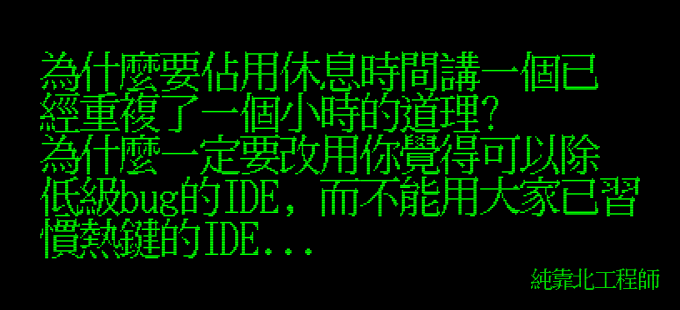 為什麼要佔用休息時間講一個已
經重複了一個小時的道理?
為什麼一定要改用你覺得可以除
低級bug的IDE, 而不能用大家已習
慣熱鍵的IDE...
純靠北工程師